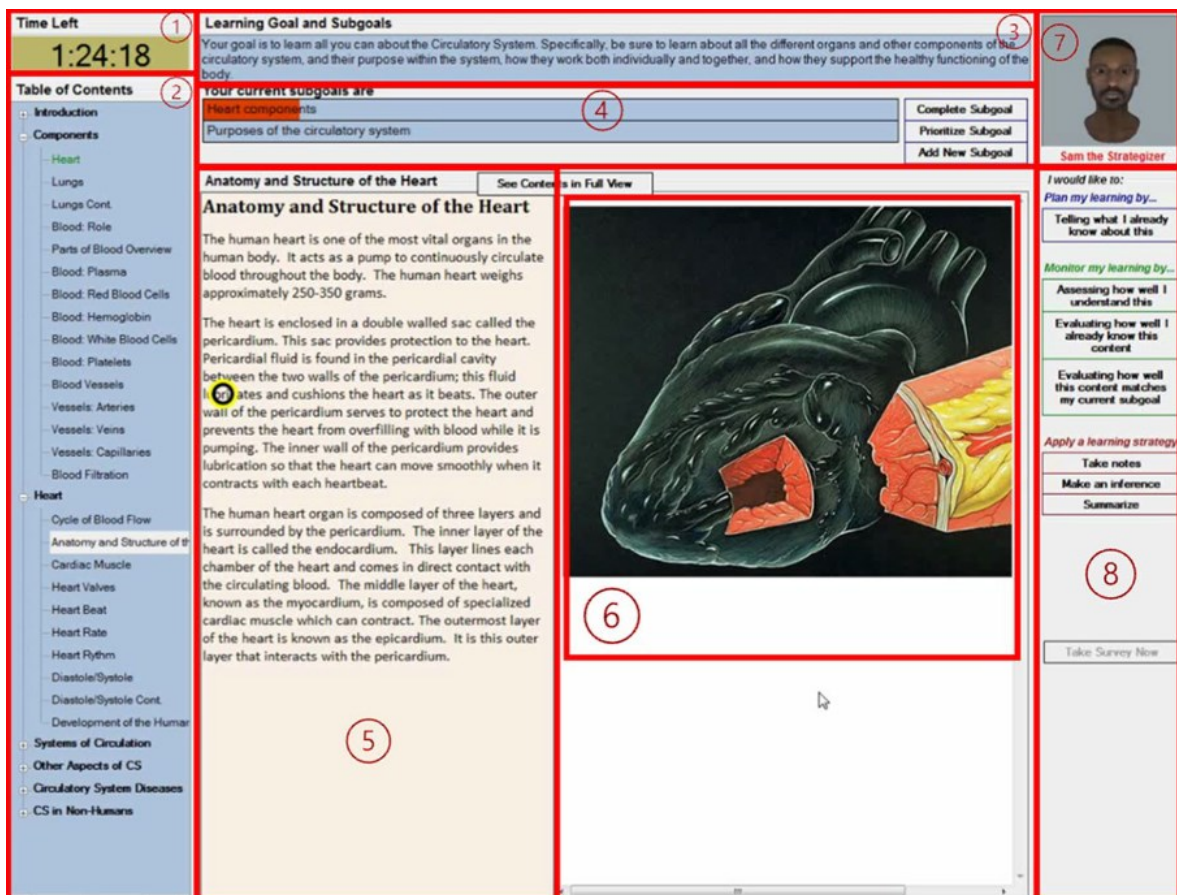 Time Left
1
1:24:18
Table of Contents
2
Introduction
Components
Heart
Lungs
Lungs Cont.
Blood: Role
Parts of Blood Overview
Blood: Plasma
Blood: Red Blood Cells
Blood: Hemoglobin
Blood: White Blood Cells
Blood: Platelets
Blood Vessels
Vessels: Arteries
Vessels: Veins
Vessels: Capillaries
Blood Filtration
Heart
Cycle of Blood Flow
Anatomy and Structure of th
Cardiac Muscle
Heart Valves
Heart Beat
Heart Rate
Heart Rythm
Diastole/Systole
Diastole/Systole Cont.
Development of the Human
Systems of Circulation
Other Aspects of CS
Circulatory System Diseases
CS in Non-Humans
Learning Goal and Subgoals
3
Your goal is to learn all you can about the Circulatory System. Specifically, be sure to learn about all the different organs and other components of the
circulatory system, and their purpose within the system, how they work both individually and together, and how they support the healthy functioning of the
body.
Your current subgoals are
4
Heart components
Purposes of the circulatory system
Complete Subgoal
Prioritize Subgoal
Add New Subgoal
Anatomy and Structure of the Heart
See Contents in Full View
Anatomy and Structure of the Heart
The human heart is one of the most vital organs in the
human body. It acts as a pump to continuously circulate
blood throughout the body. The human heart weighs
approximately 250-350 grams.
The heart is enclosed in a double walled sac called the
pericardium. This sac provides protection to the heart.
Pericardial fluid is found in the pericardial cavity
between the two walls of the pericardium; this fluid
lubricates and cushions the heart as it beats. The outer
wall of the pericardium serves to protect the heart and
prevents the heart from overfilling with blood while it is
pumping. The inner wall of the pericardium provides
lubrication so that the heart can move smoothly when it
contracts with each heartbeat.
The human heart organ is composed of three layers and
is surrounded by the pericardium. The inner layer of the
heart is called the endocardium. This layer lines each
chamber of the heart and comes in direct contact with
the circulating blood. The middle layer of the heart,
known as the myocardium, is composed of specialized
cardiac muscle which can contract. The outermost layer
of the heart is known as the epicardium. It is this outer
layer that interacts with the pericardium.
5
6
7
Sam the Strategizer
I would like to:
Plan my learning by...
Telling what I already
know about this
Monitor my learning by...
Assessing how well I
understand this
Evaluating how well I
already know this
content
Evaluating how well
this content matches
my current subgoal
Apply a learning strategy
Take notes
Make an inference
Summarize
8
Take Survey Now